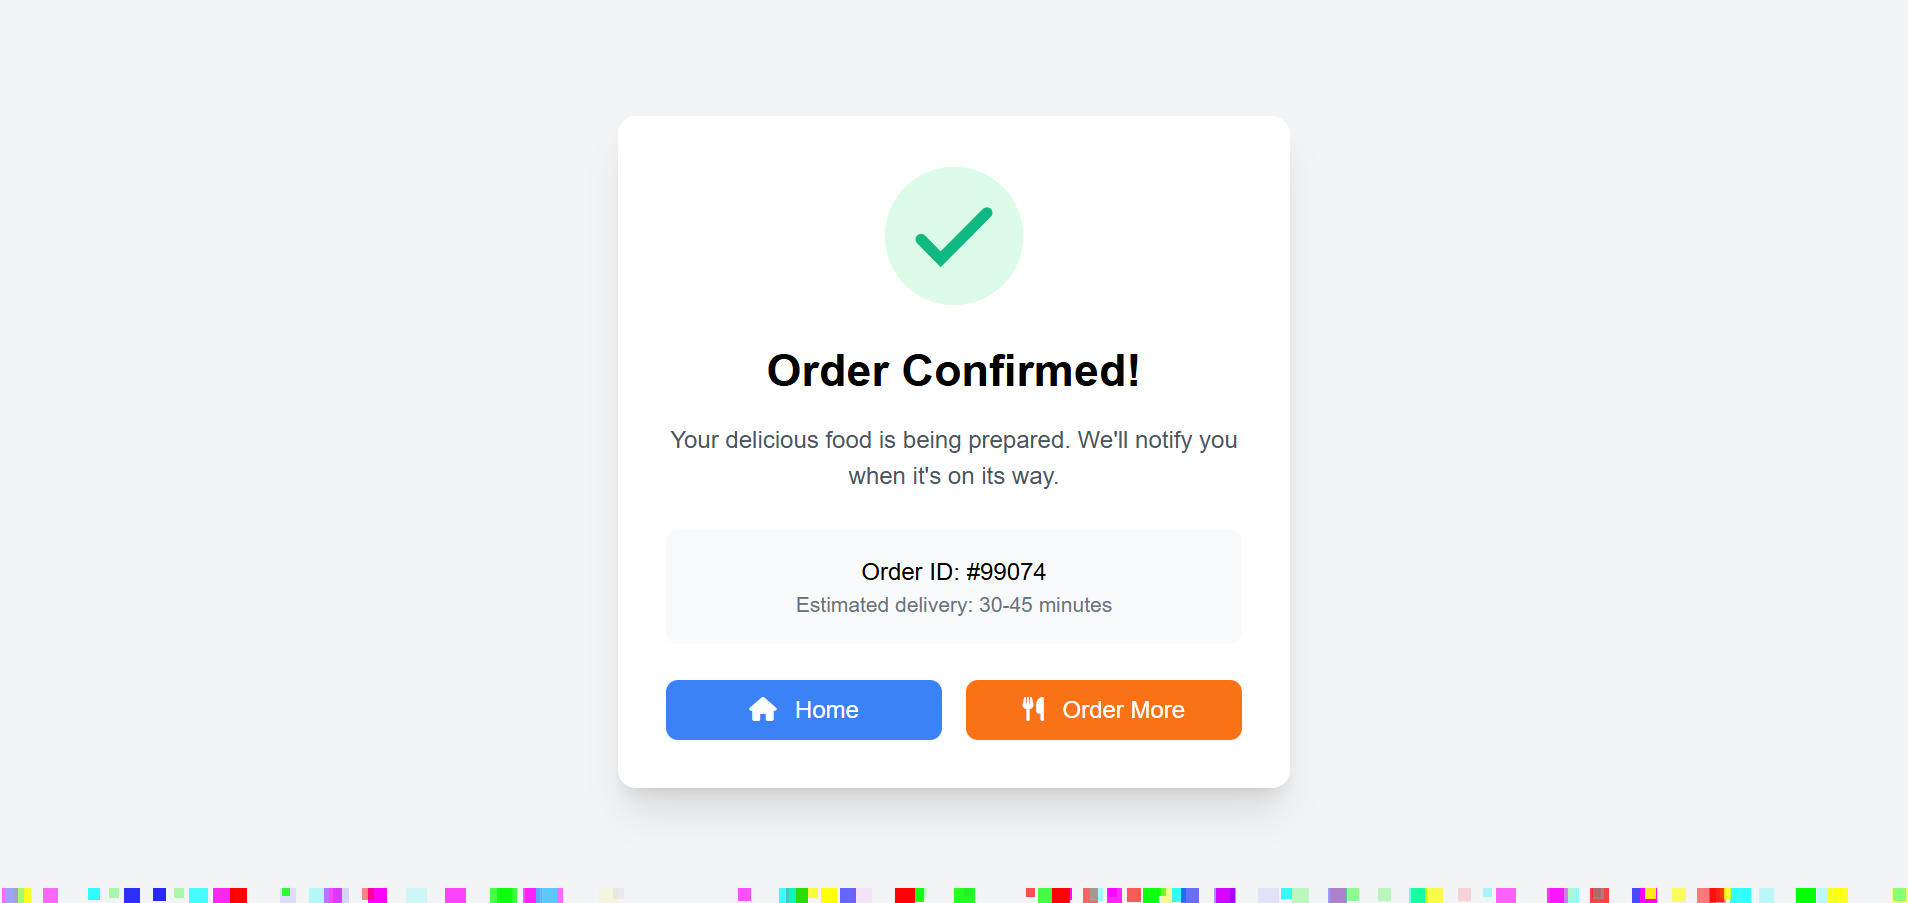 Order Confirmed!
Your delicious food is being prepared. We'll notify you
when it's on its way.
Order ID: #99074
Estimated delivery: 30-45 minutes
Home
Order More